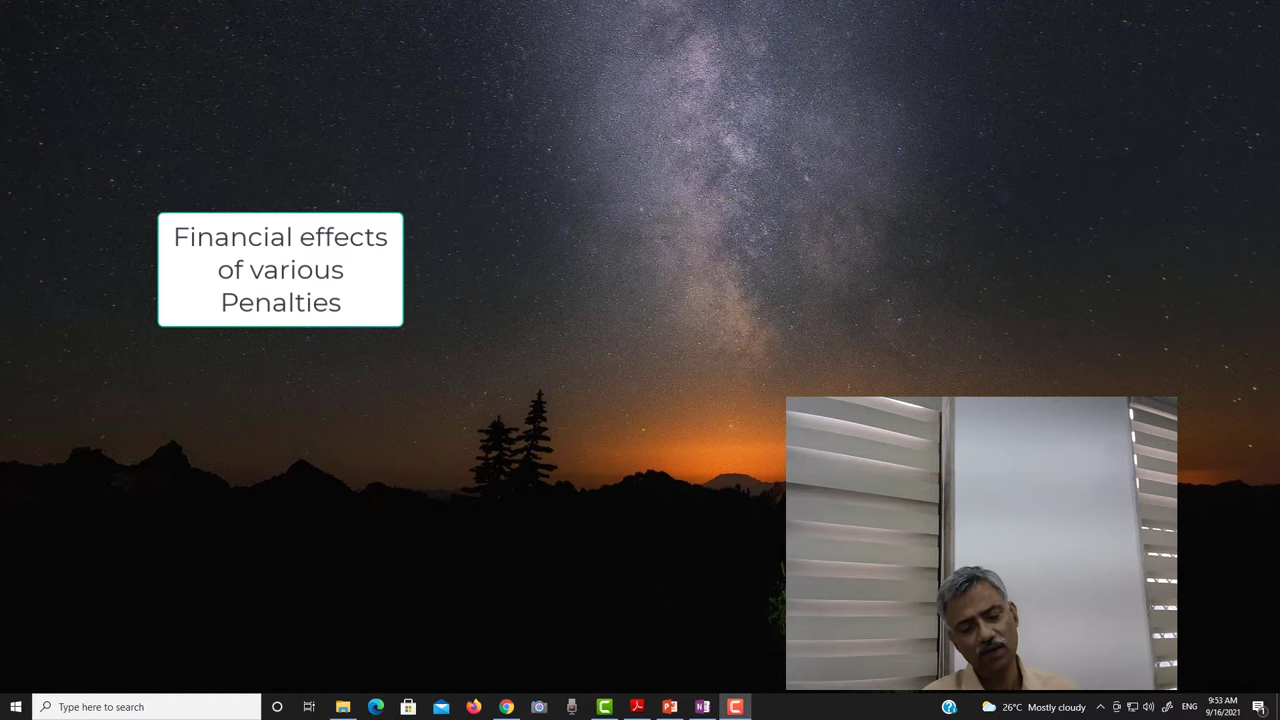 Financial effects
of various
Penalties
Type here to search
26°C Mostly cloudy
ENG
9:53 AM
9/16/2021